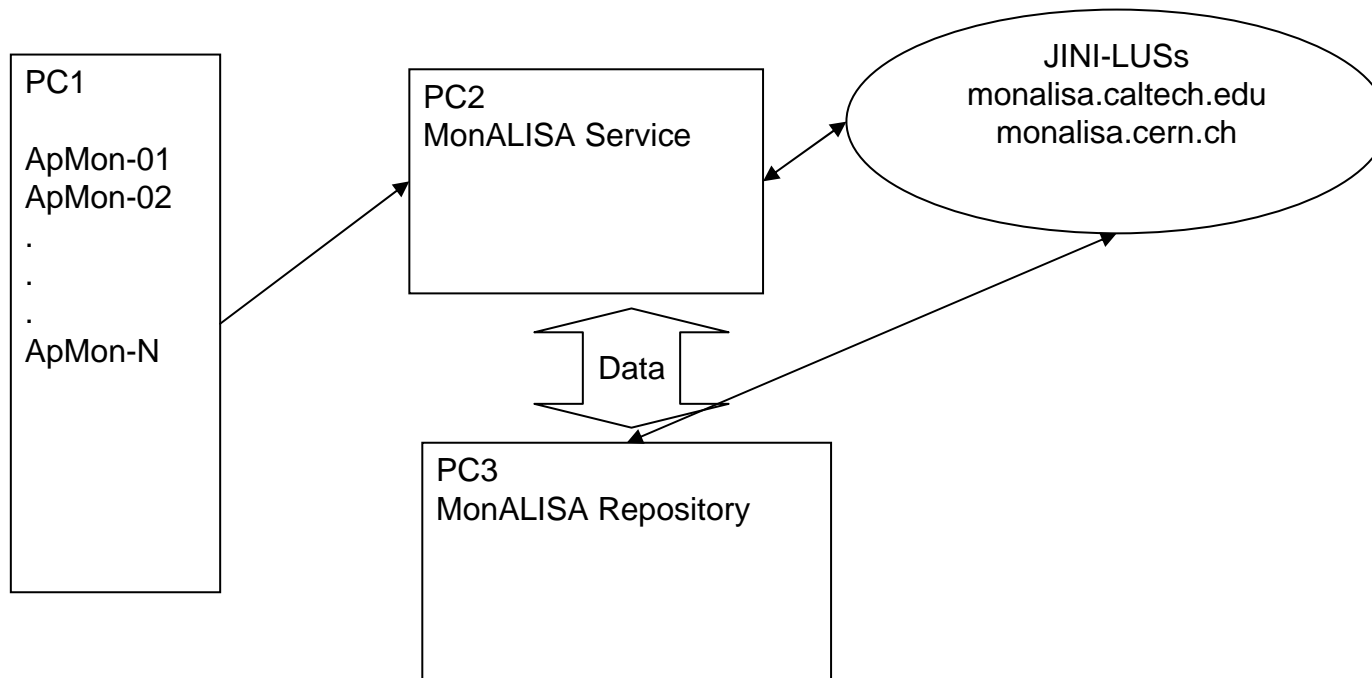 PC1
ApMon-01
ApMon-02
.
.
.
ApMon-N
PC2
MonALISA Service
JINI-LUSs
monalisa.caltech.edu
monalisa.cern.ch
Data
PC3
MonALISA Repository